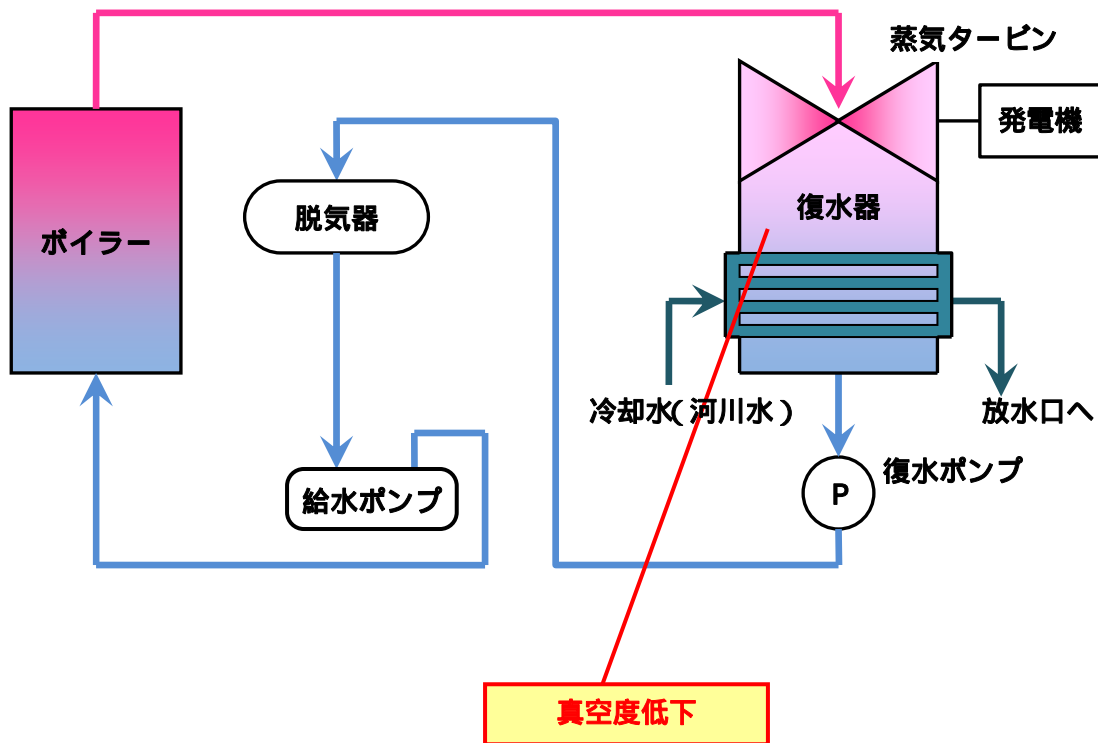 蒸気タービン
発電機
復水器
脱気器
ボイラー
冷却水(河川水)
放水口へ
復水ポンプ
P
給水ポンプ
真空度低下